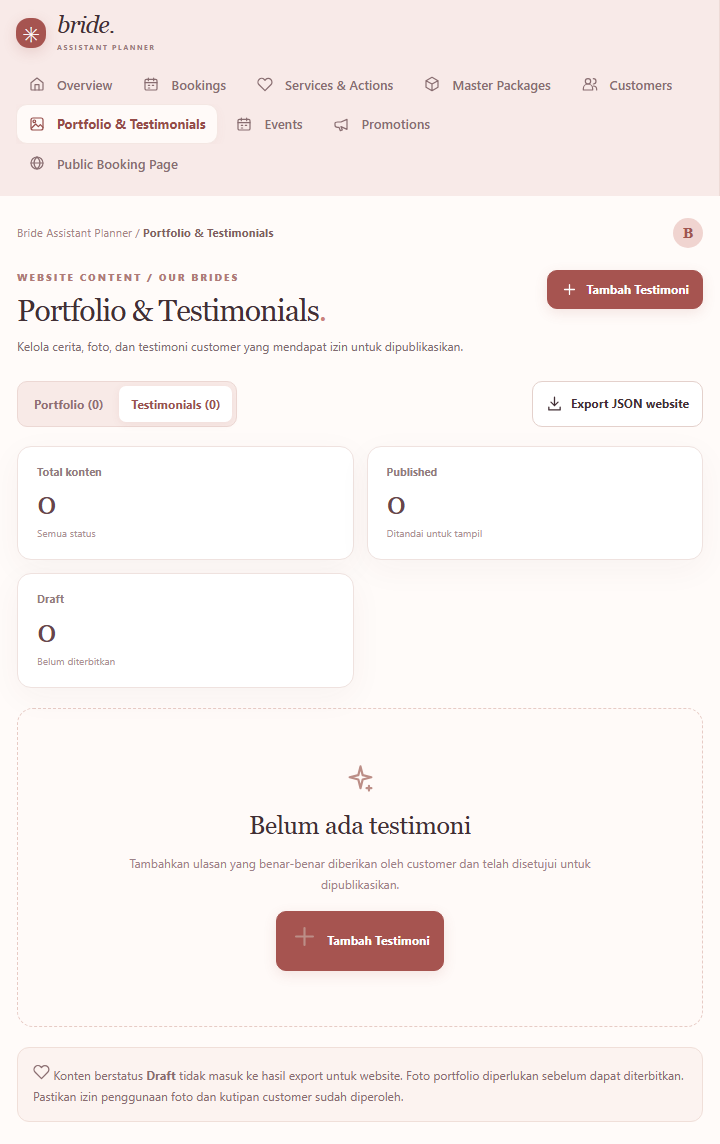 bride.
ASSISTANT PLANNER
Overview
Bookings
Services & Actions
Master Packages
Customers
Portfolio & Testimonials
Events
Promotions
Public Booking Page
Bride Assistant Planner / Portfolio & Testimonials
B
WEBSITE CONTENT / OUR BRIDES
Portfolio & Testimonials.
Tambah Testimoni
Kelola cerita, foto, dan testimoni customer yang mendapat izin untuk dipublikasikan.
Portfolio (0)
Testimonials (0)
Export JSON website
Total konten
0
Semua status
Published
0
Ditandai untuk tampil
Draft
0
Belum diterbitkan
Belum ada testimoni
Tambahkan ulasan yang benar-benar diberikan oleh customer dan telah disetujui untuk
dipublikasikan.
Tambah Testimoni
Konten berstatus Draft tidak masuk ke hasil export untuk website. Foto portfolio diperlukan sebelum dapat diterbitkan.
Pastikan izin penggunaan foto dan kutipan customer sudah diperoleh.